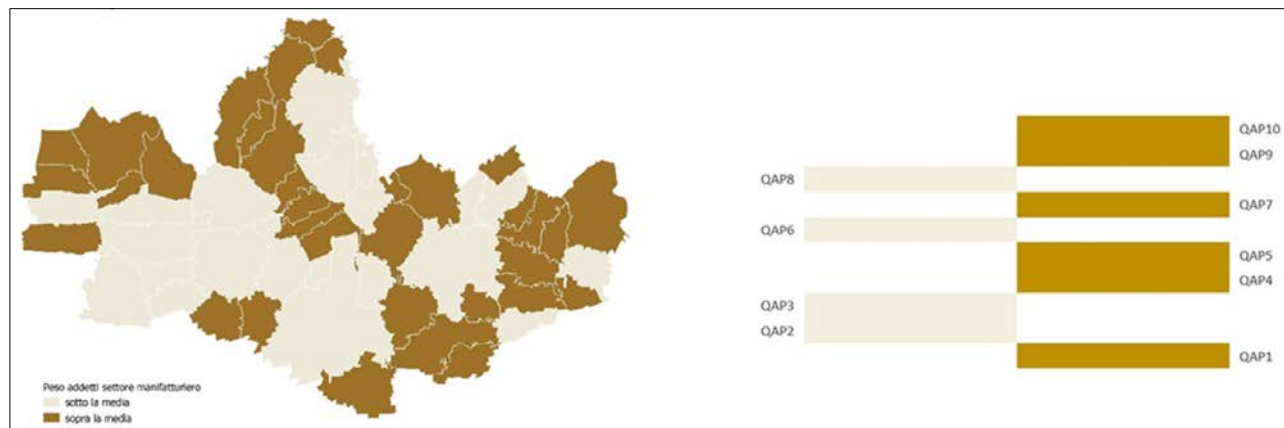 Peso addetti settore manifatturiero
sotto la media
sopra la media
QAP10
QAP9
QAP8
QAP7
QAP6
QAP5
QAP4
QAP3
QAP2
QAP1